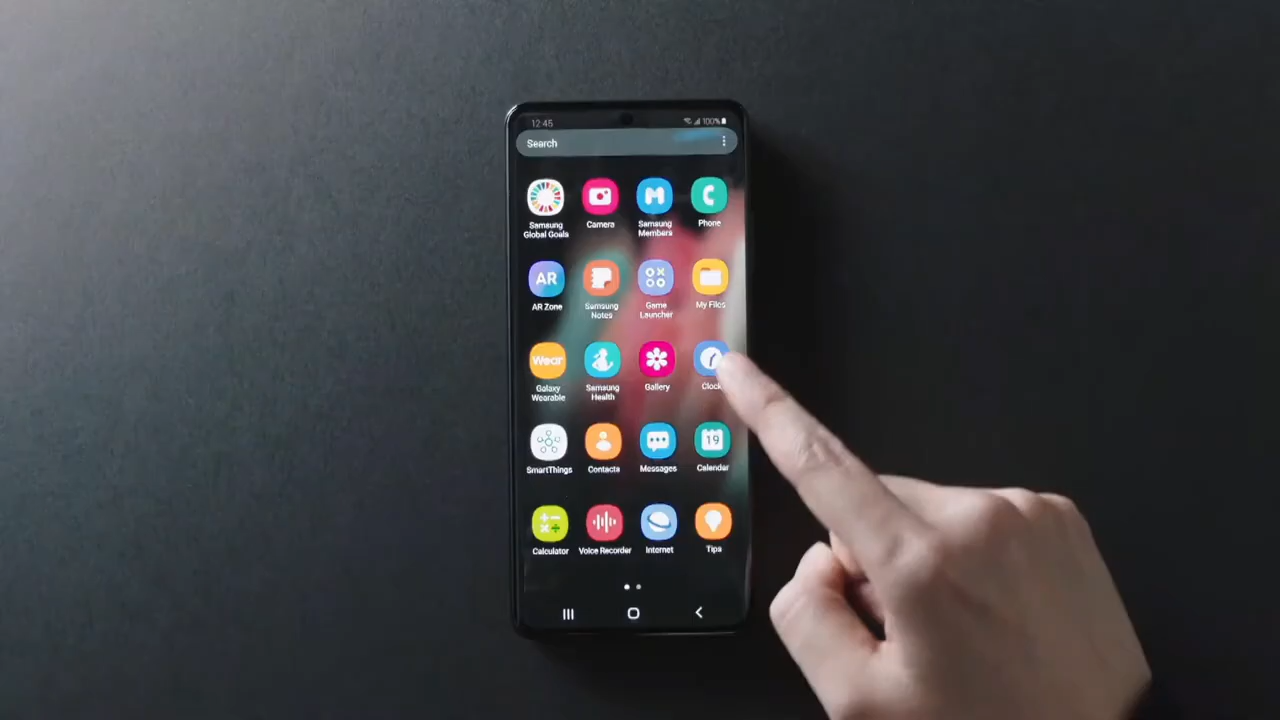 12:45
100%
Search
Samsung
Global Goals
Camera
Samsung
Members
Phone
AR
AR Zone
Samsung
Notes
Game
Launcher
My Files
Wear
Galaxy
Wearable
Samsung
Health
Gallery
Clock
SmartThings
Contacts
Messages
19
Calendar
Calculator
Voice Recorder
Internet
Tips